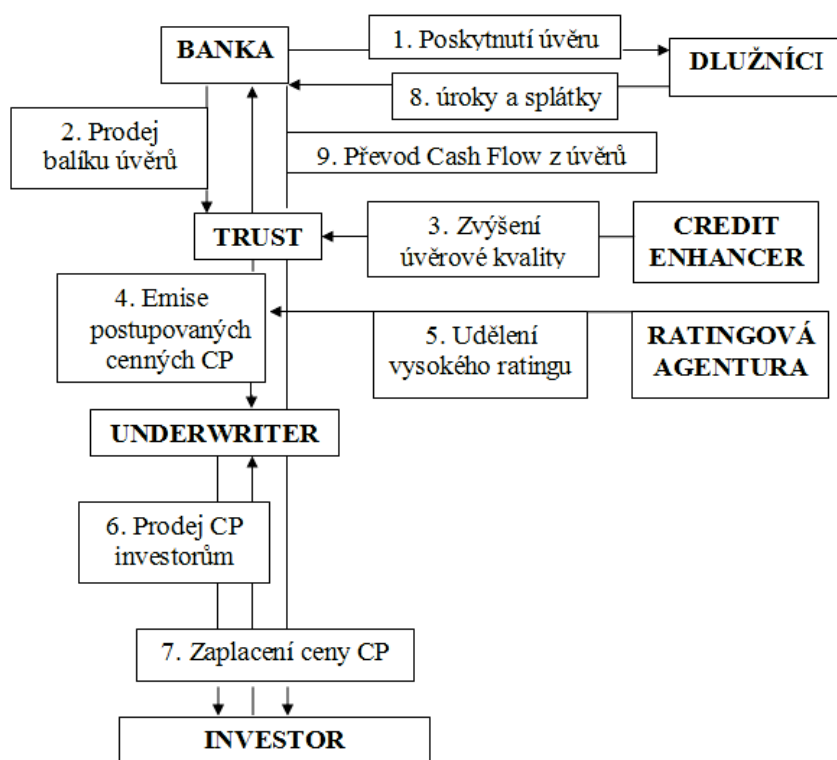 BANKA
1. Poskytnutí úvěru
DLUŽNÍCI
8. úroky a splátky
2. Prodej
balíku úvěrů
9. Převod Cash Flow z úvěrů
TRUST
3. Zvýšení
úvěrové kvality
CREDIT
ENHANCER
4. Emise
postupovaných
cenných CP
5. Udělení
vysokého ratingu
RATINGOVÁ
AGENTURA
UNDERWRITER
6. Prodej CP
investorům
7. Zaplacení ceny CP
INVESTOR